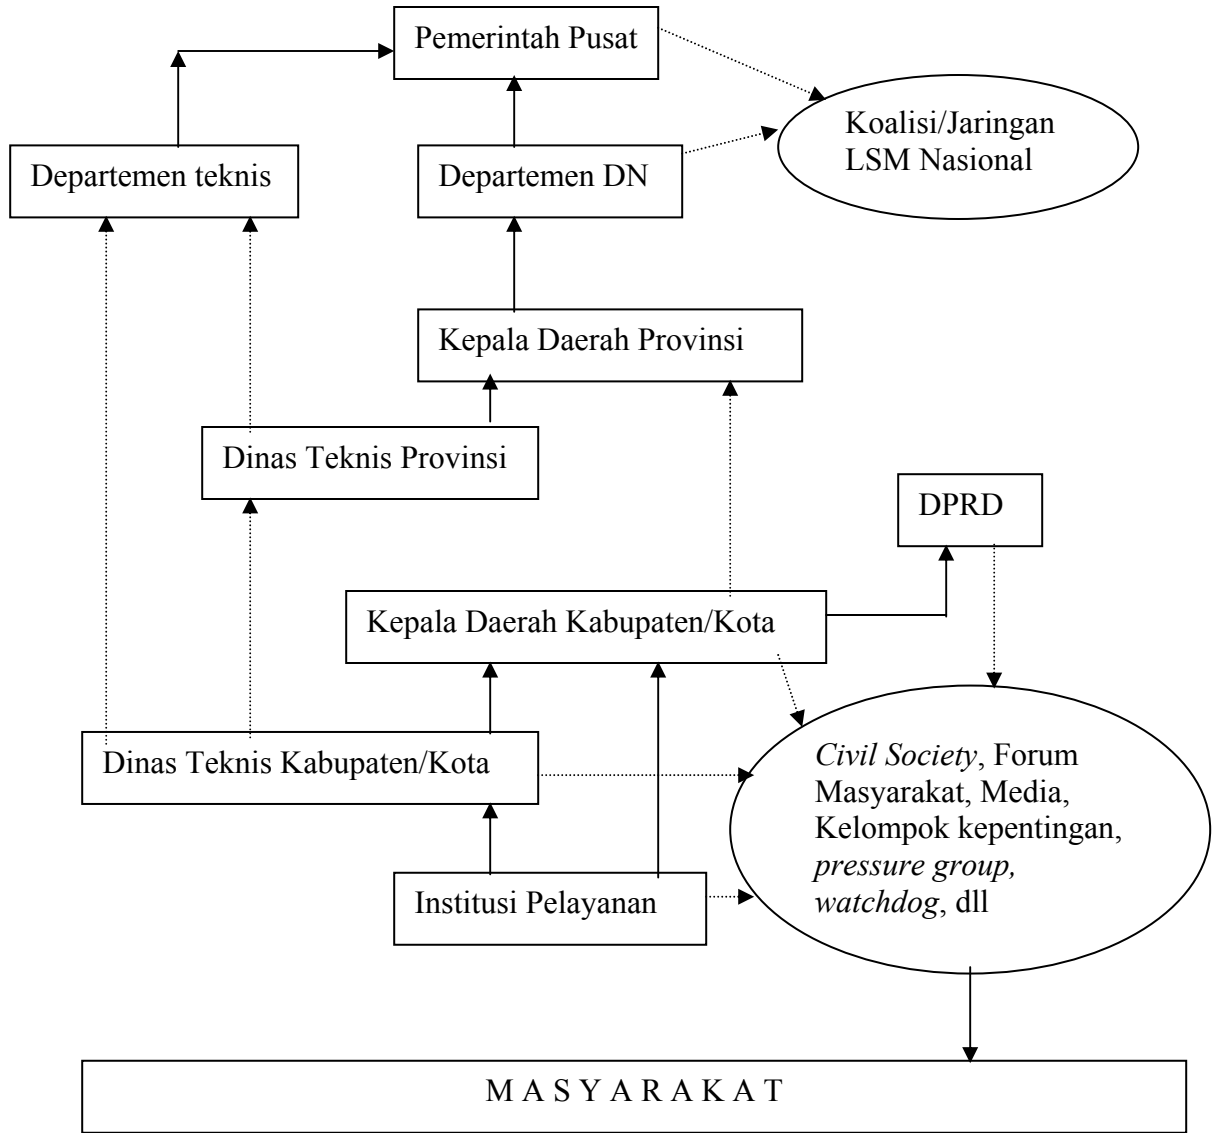 Pemerintah Pusat
Koalisi/Jaringan
LSM Nasional
Departemen teknis
Departemen DN
Kepala Daerah Provinsi
Dinas Teknis Provinsi
DPRD
Kepala Daerah Kabupaten/Kota
Dinas Teknis Kabupaten/Kota
Civil Society, Forum
Masyarakat, Media,
Kelompok kepentingan,
pressure group,
watchdog, dll
Institusi Pelayanan
M A S Y A R A K A T